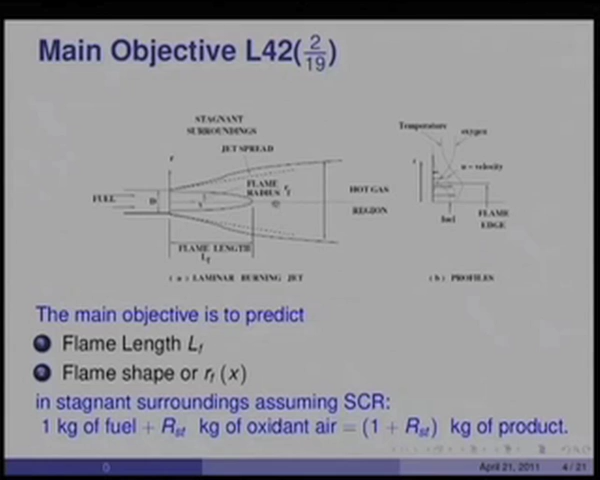 Main Objective L42(2/19)
STAGNANT
SURROUNDINGS
JET SPREAD
r
FLAME
RADIUS r_f
FUEL
D
x
HOT GAS
REGION
FLAME LENGTH
L_f
( a ) LAMINAR BURNING JET
Temperature
oxygen
r
u - velocity
fuel
FLAME
EDGE
( b ) PROFILES
The main objective is to predict
1 Flame Length L_f
2 Flame shape or r_f (x)
in stagnant surroundings assuming SCR:
1 kg of fuel + R_st kg of oxidant air = (1 + R_st) kg of product.
()
April 21, 2011 4 / 21